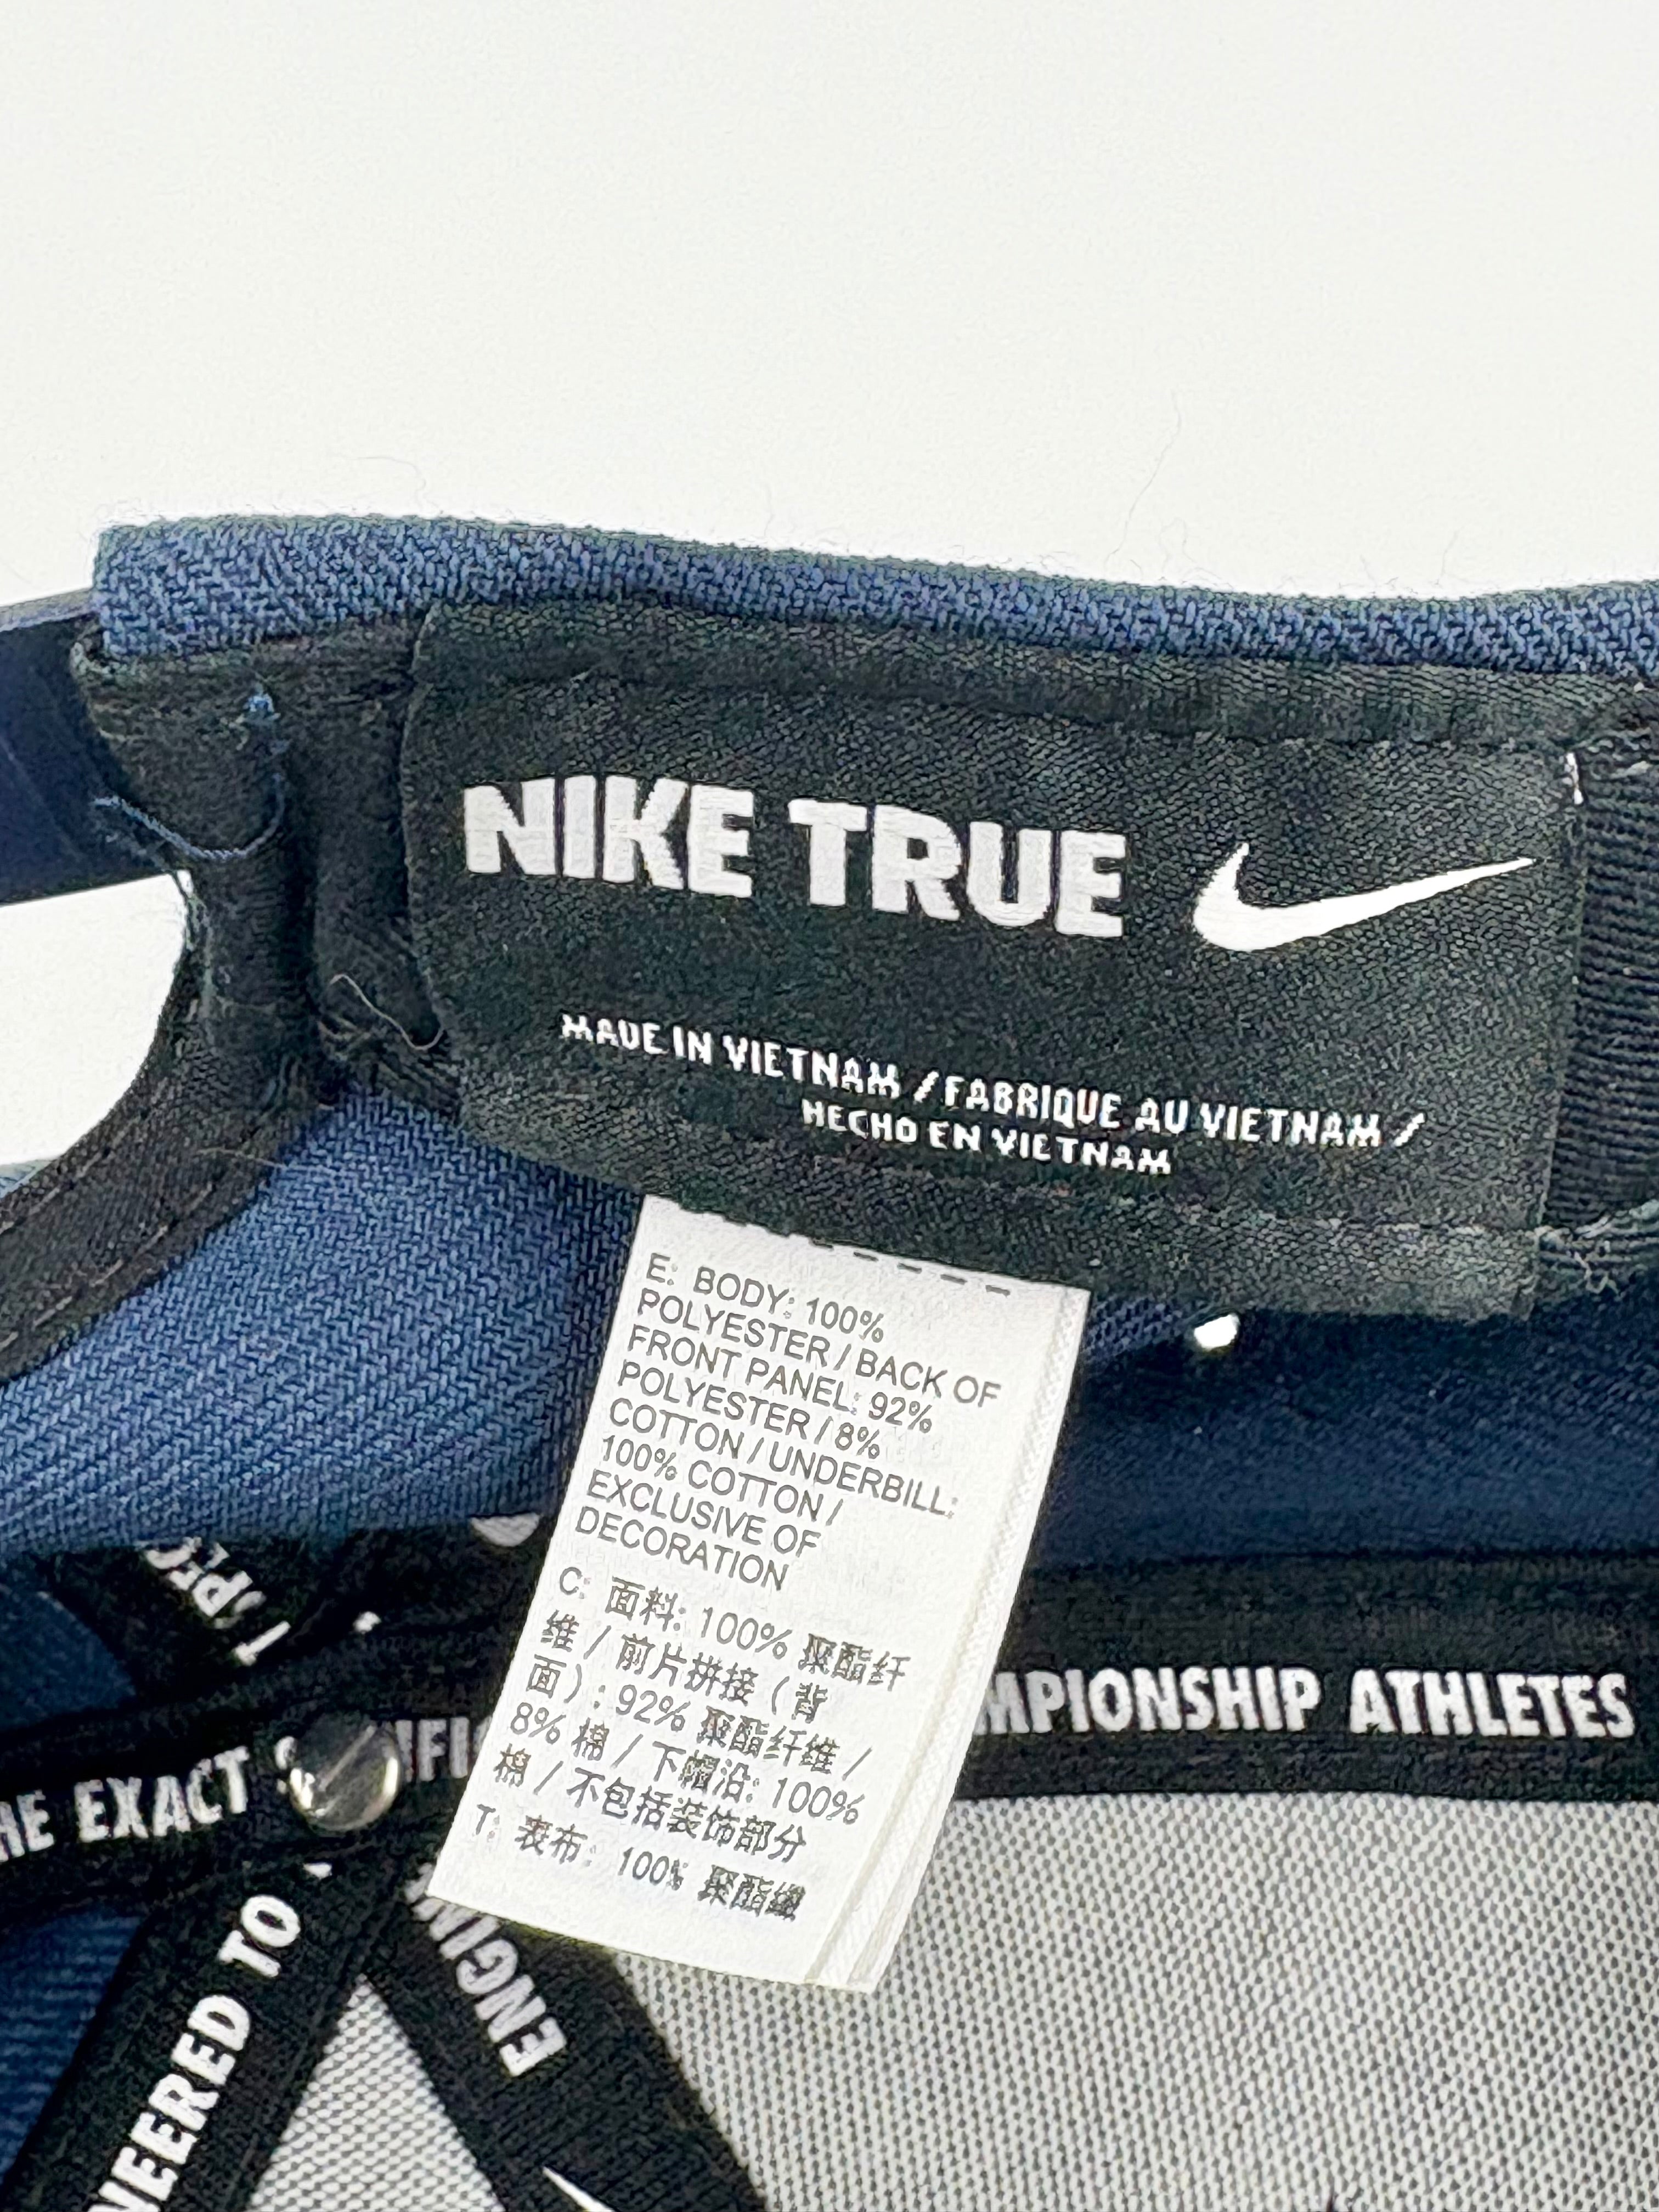 NIKE TRUE
MADE IN VIETNAM / FABRIQUE AU VIETNAM /
HECHO EN VIETNAM
E: BODY: 100%
POLYESTER / BACK OF
FRONT PANEL: 92%
POLYESTER / 8%
COTTON / UNDERBILL:
100% COTTON /
EXCLUSIVE OF
DECORATION
C: 面料: 100% 聚酯纤
维 / 前片拼接 (背
面) : 92% 聚酯纤维 /
8% 棉 / 下帽沿: 100%
棉 / 不包括装饰部分
T: 表布: 100% 聚酯纖
MPIONSHIP ATHLETES
HE EXACT
NEERED TO
ENGIN